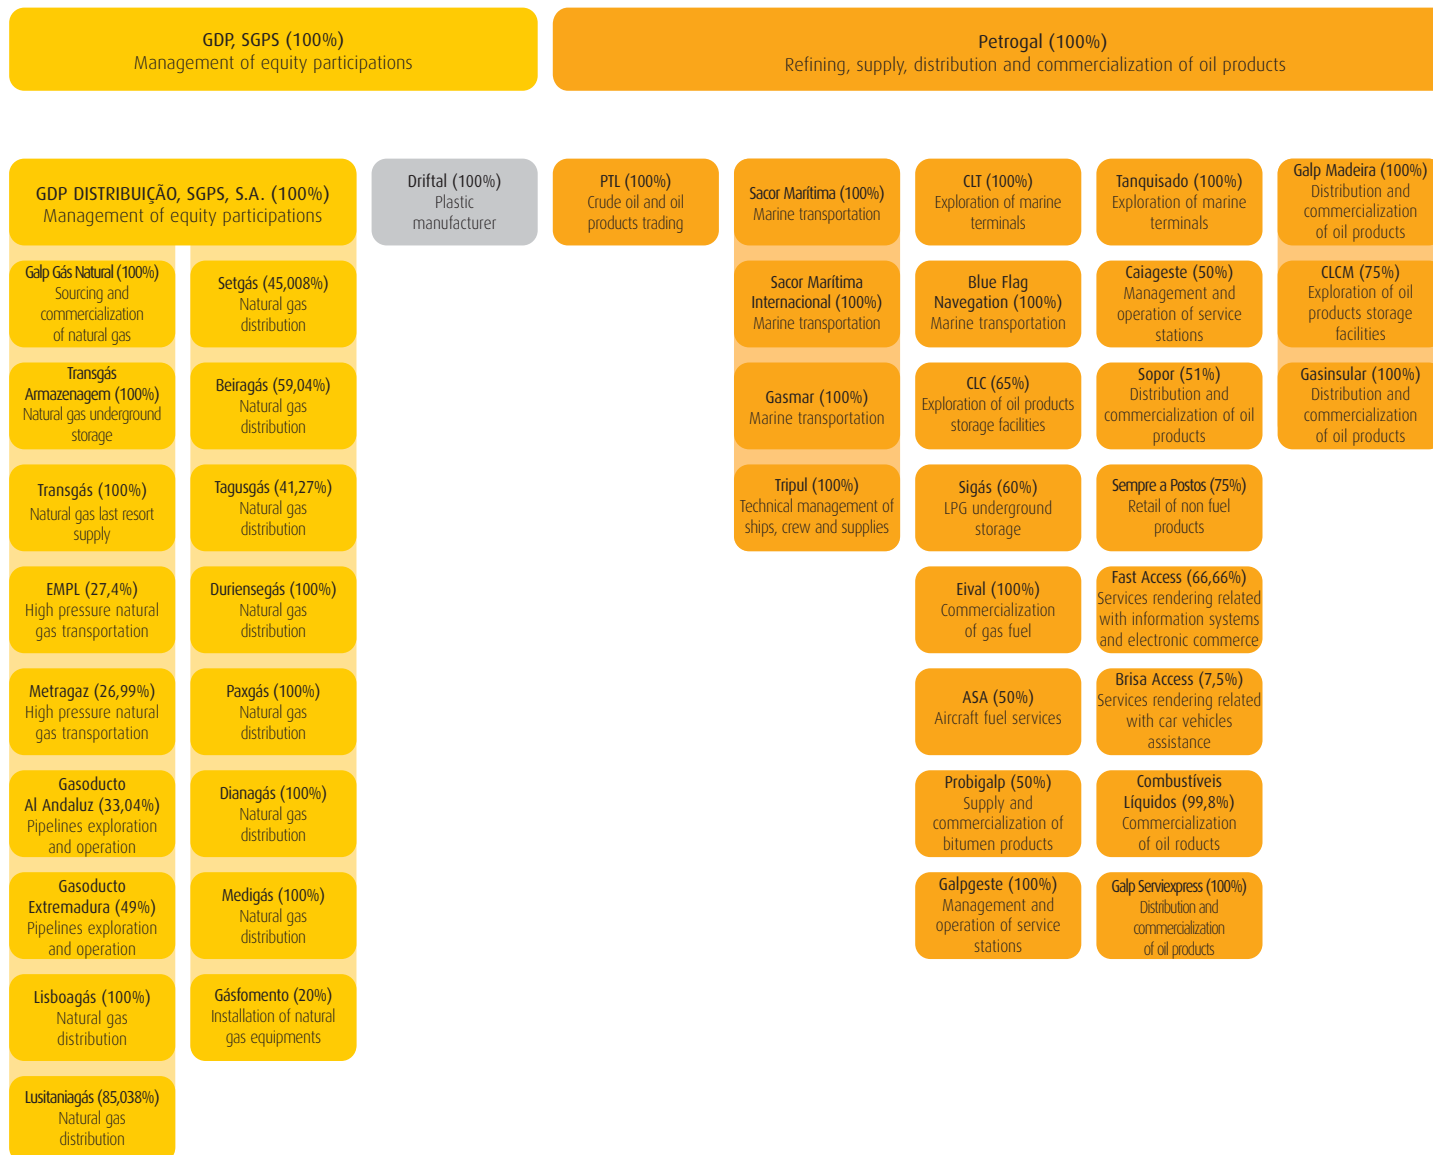 GDP, SGPS (100%)
Management of equity participations
Petrogal (100%)
Refining, supply, distribution and commercialization of oil products
GDP DISTRIBUIÇÃO, SGPS, S.A. (100%)
Management of equity participations
Galp Gás Natural (100%)
Sourcing and
commercialization
of natural gas
Transgás
Armazenagem (100%)
Natural gas underground
storage
Transgás (100%)
Natural gas last resort
supply
EMPL (27,4%)
High pressure natural
gas transportation
Metragaz (26,99%)
High pressure natural
gas transportation
Gasoducto
Al Andaluz (33,04%)
Pipelines exploration
and operation
Gasoducto
Extremadura (49%)
Pipelines exploration
and operation
Lisboagás (100%)
Natural gas
distribution
Lusitaniagás (85,038%)
Natural gas
distribution
Setgás (45,008%)
Natural gas
distribution
Beiragás (59,04%)
Natural gas
distribution
Tagusgás (41,27%)
Natural gas
distribution
Duriensegás (100%)
Natural gas
distribution
Paxgás (100%)
Natural gas
distribution
Dianagás (100%)
Natural gas
distribution
Medigás (100%)
Natural gas
distribution
Gásfomento (20%)
Installation of natural
gas equipments
Driftal (100%)
Plastic
manufacturer
PTL (100%)
Crude oil and oil
products trading
Sacor Marítima (100%)
Marine transportation
Sacor Marítima
Internacional (100%)
Marine transportation
Gasmar (100%)
Marine transportation
Tripul (100%)
Technical management of
ships, crew and supplies
CLT (100%)
Exploration of marine
terminals
Blue Flag
Navegation (100%)
Marine transportation
CLC (65%)
Exploration of oil products
storage facilities
Sigás (60%)
LPG underground
storage
Eival (100%)
Commercialization
of gas fuel
ASA (50%)
Aircraft fuel services
Probigalp (50%)
Supply and
commercialization of
bitumen products
Galpgeste (100%)
Management and
operation of service
stations
Tanquisado (100%)
Exploration of marine
terminals
Caiageste (50%)
Management and
operation of service
stations
Sopor (51%)
Distribution and
commercialization of oil
products
Sempre a Postos (75%)
Retail of non fuel
products
Fast Access (66,66%)
Services rendering related
with information systems
and electronic commerce
Brisa Access (7,5%)
Services rendering related
with car vehicles
assistance
Combustíveis
Líquidos (99,8%)
Commercialization
of oil roducts
Galp Serviexpress (100%)
Distribution and
commercialization
of oil products
Galp Madeira (100%)
Distribution and
commercialization
of oil products
CLCM (75%)
Exploration of oil
products storage
facilities
Gasinsular (100%)
Distribution and
commercialization
of oil products